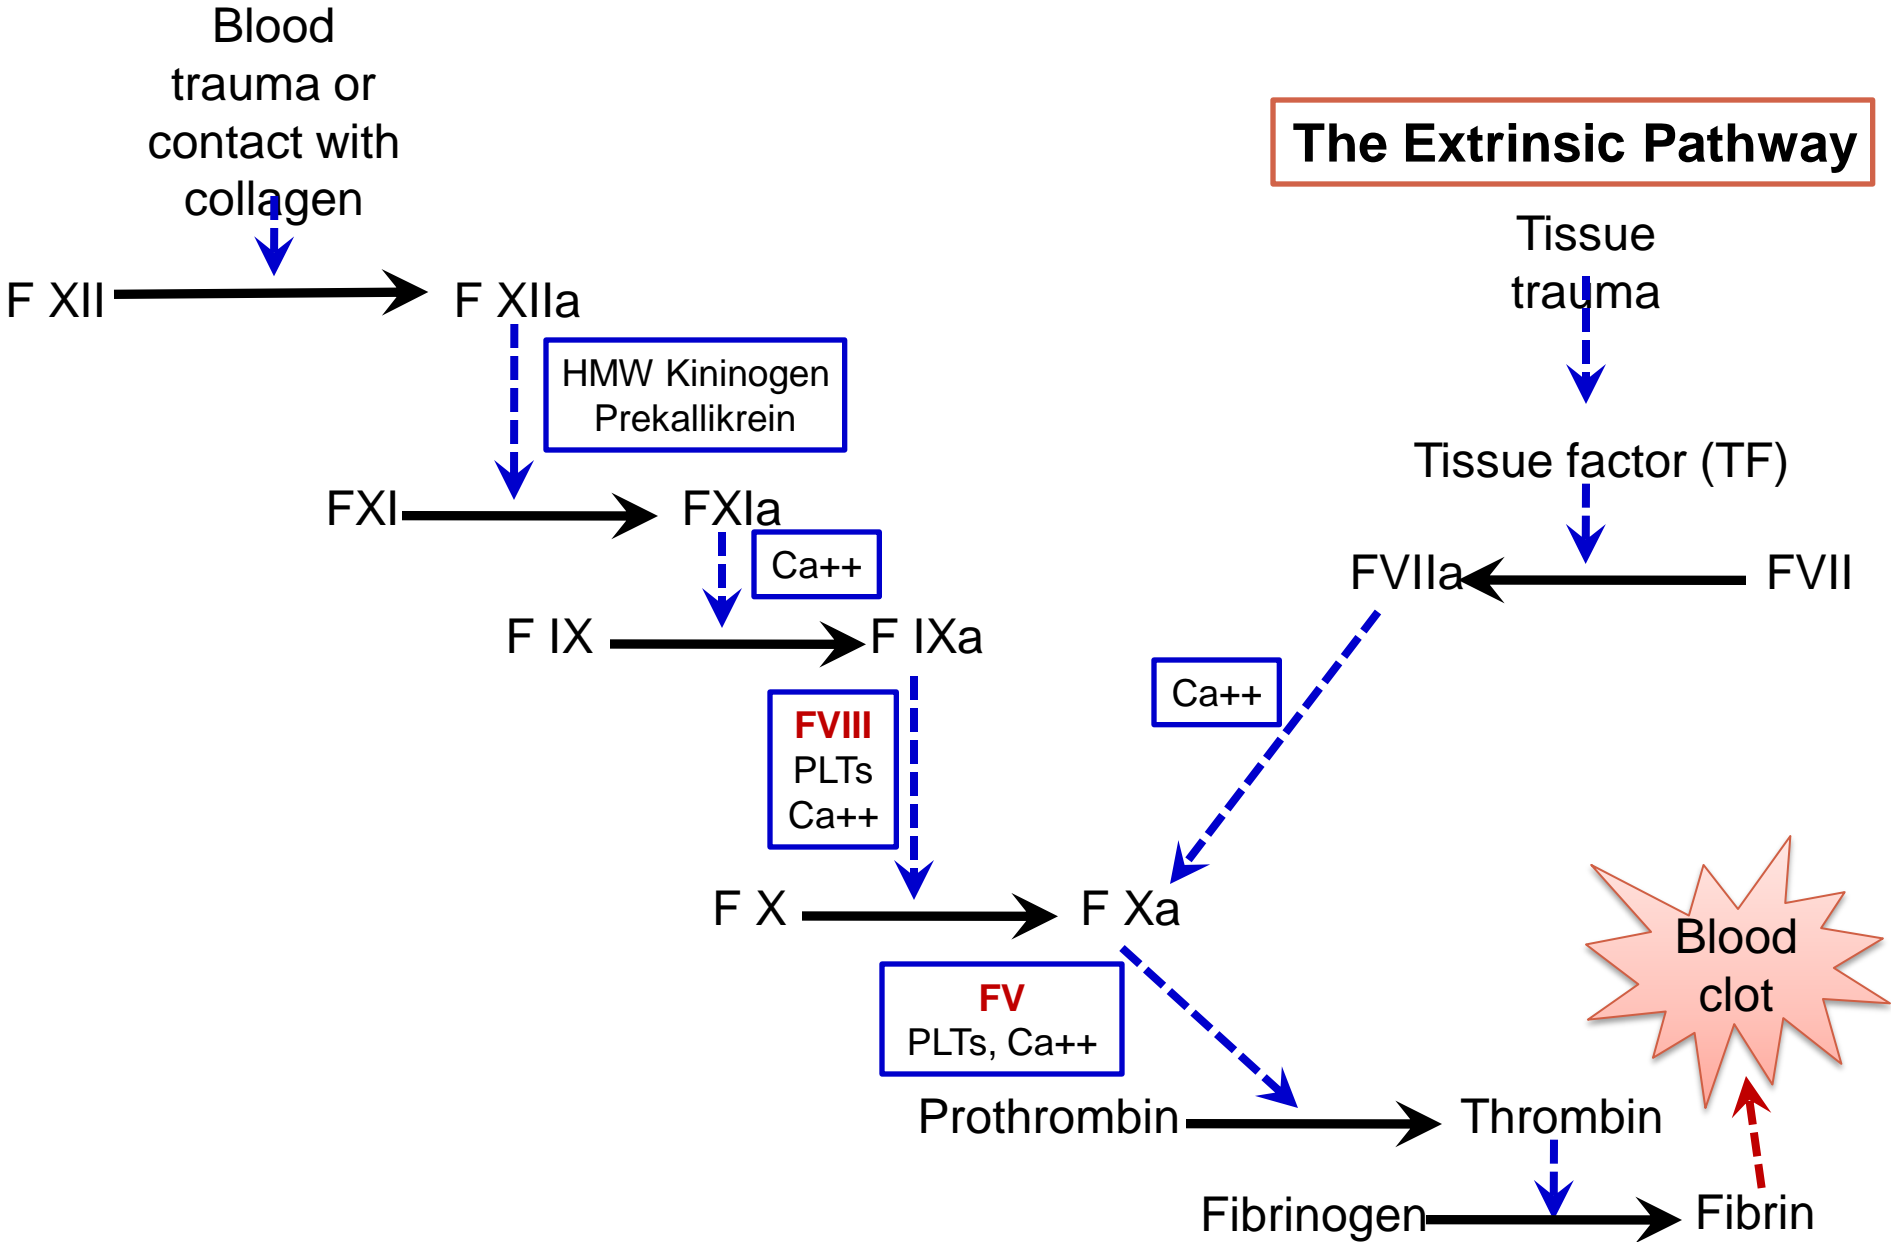 Blood
trauma or
contact with
collagen
The Extrinsic Pathway
Tissue
trauma
F XII
F XIIa
HMW Kininogen
Prekallikrein
Tissue factor (TF)
FXI
FXIa
Ca++
FVIIa
FVII
F IX
F IXa
Ca++
FVIII
PLTs
Ca++
F X
F Xa
Blood
clot
FV
PLTs, Ca++
Prothrombin
Thrombin
Fibrinogen
Fibrin